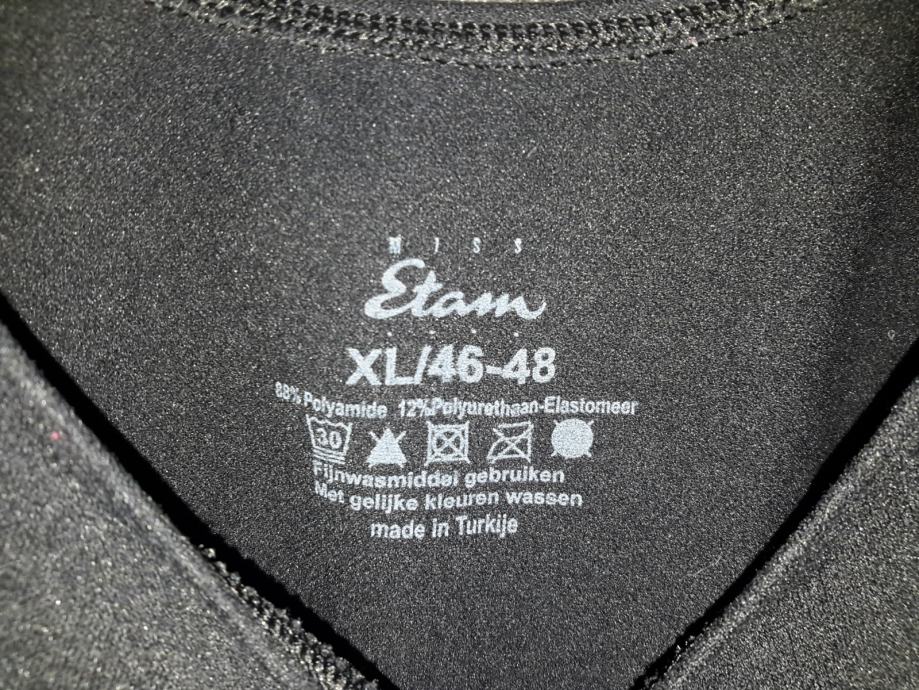 MISS
Etam
XL/46-48
88% Polyamide 12%Polyurethaan-Elastomeer
30
Fijnwasmiddel gebruiken
Met gelijke kleuren wassen
made in Turkije